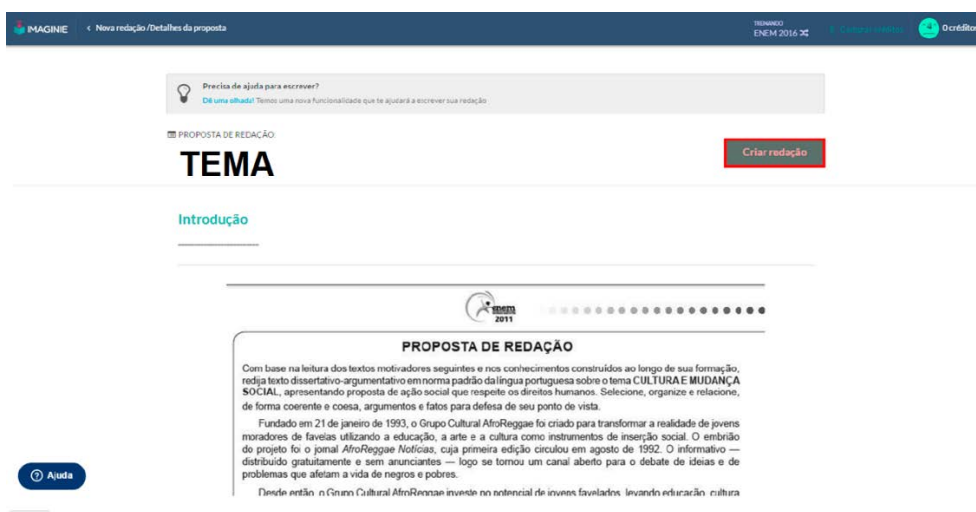 IMAGINIE < Nova redação /Detalhes da proposta
TREINANDO
ENEM 2016
+ Comprar créditos
0 créditos
Precisa de ajuda para escrever?
Dê uma olhada! Temos uma nova funcionalidade que te ajudará a escrever sua redação
PROPOSTA DE REDAÇÃO
TEMA
Criar redação
Introdução
enem
2011
PROPOSTA DE REDAÇÃO
Com base na leitura dos textos motivadores seguintes e nos conhecimentos construídos ao longo de sua formação,
redija texto dissertativo-argumentativo em norma padrão da língua portuguesa sobre o tema CULTURA E MUDANÇA
SOCIAL, apresentando proposta de ação social que respeite os direitos humanos. Selecione, organize e relacione,
de forma coerente e coesa, argumentos e fatos para defesa de seu ponto de vista.
Fundado em 21 de janeiro de 1993, o Grupo Cultural AfroReggae foi criado para transformar a realidade de jovens
moradores de favelas utilizando a educação, a arte e a cultura como instrumentos de inserção social. O embrião
do projeto foi o jornal AfroReggae Notícias, cuja primeira edição circulou em agosto de 1992. O informativo —
distribuído gratuitamente e sem anunciantes — logo se tornou um canal aberto para o debate de ideias e de
problemas que afetam a vida de negros e pobres.
Desde então, o Grupo Cultural AfroReggae investe no potencial de jovens favelados, levando educação, cultura
Ajuda